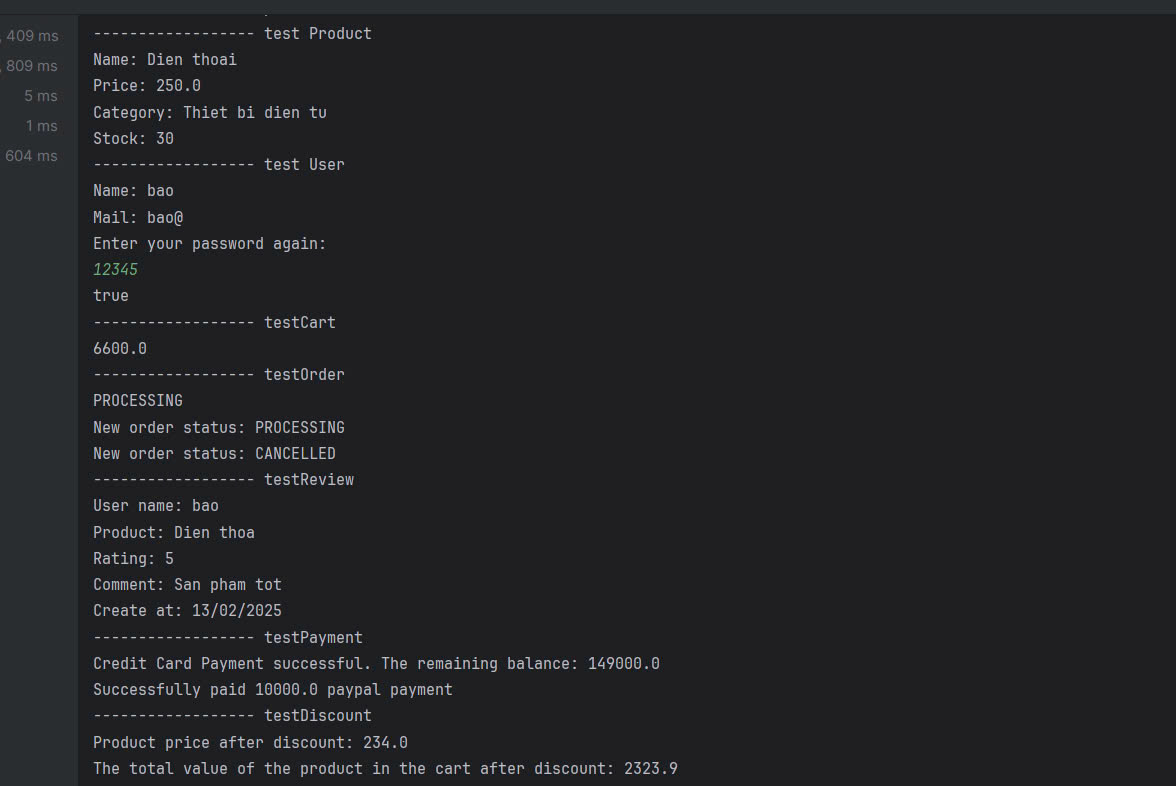 409 ms
809 ms
5 ms
1 ms
604 ms
------------------ test Product
Name: Dien thoai
Price: 250.0
Category: Thiet bi dien tu
Stock: 30
------------------ test User
Name: bao
Mail: bao@
Enter your password again:
12345
true
------------------ testCart
6600.0
------------------ testOrder
PROCESSING
New order status: PROCESSING
New order status: CANCELLED
------------------ testReview
User name: bao
Product: Dien thoa
Rating: 5
Comment: San pham tot
Create at: 13/02/2025
------------------ testPayment
Credit Card Payment successful. The remaining balance: 149000.0
Successfully paid 10000.0 paypal payment
------------------ testDiscount
Product price after discount: 234.0
The total value of the product in the cart after discount: 2323.9